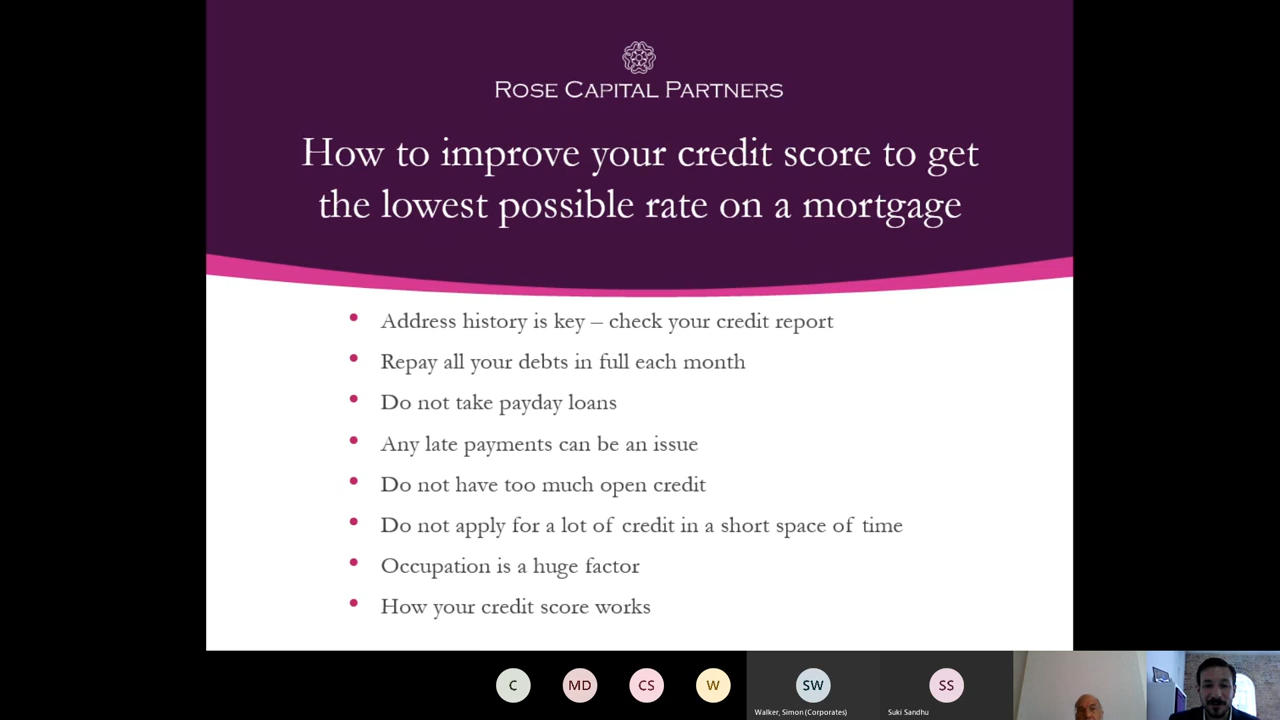 ROSE CAPITAL PARTNERS
How to improve your credit score to get
the lowest possible rate on a mortgage
• Address history is key – check your credit report
• Repay all your debts in full each month
• Do not take payday loans
• Any late payments can be an issue
• Do not have too much open credit
• Do not apply for a lot of credit in a short space of time
• Occupation is a huge factor
• How your credit score works
C
MD
CS
W
SW
SS
Walker, Simon (Corporates)
Suki Sandhu